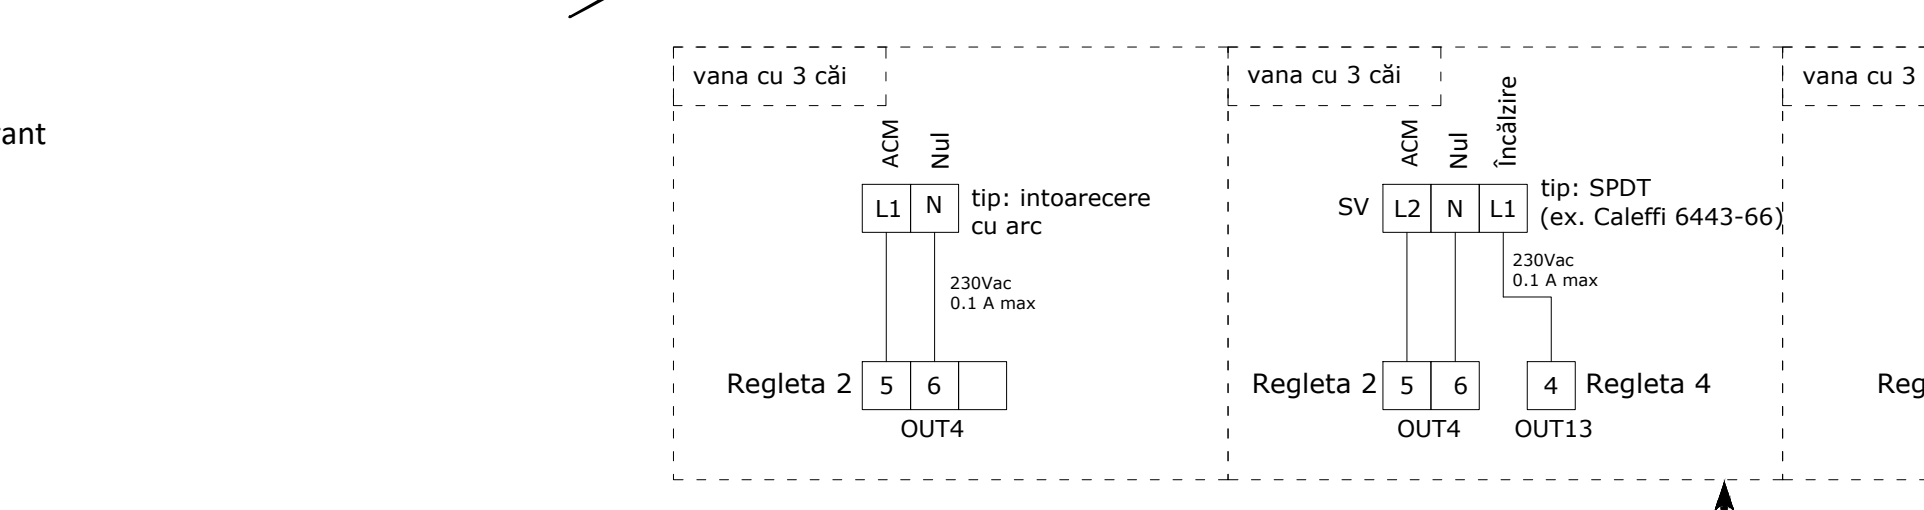 ant
vana cu 3 căi
ACM
Nul
L1
N
tip: intoarecere
cu arc
230Vac
0.1 A max
Regleta 2
5
6
OUT4
vana cu 3 căi
ACM
Nul
Încălzire
SV
L2
N
L1
tip: SPDT
(ex. Caleffi 6443-66)
230Vac
0.1 A max
Regleta 2
5
6
4
Regleta 4
OUT4
OUT13
vana cu 3
Reg